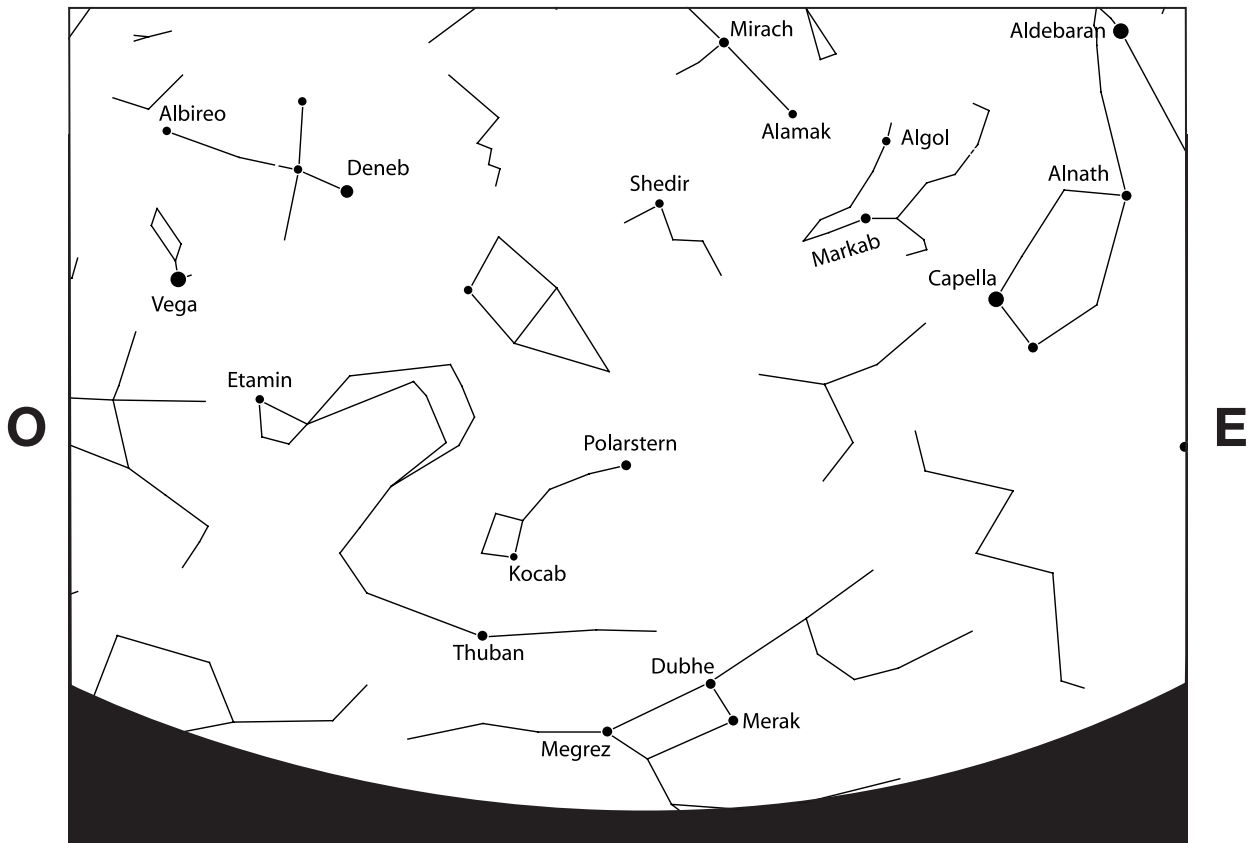 Mirach
Aldebaran
Albireo
Alamak
Algol
Deneb
Alnath
Shedir
Markab
Capella
Vega
Etamin
O
E
Polarstern
Kocab
Thuban
Dubhe
Merak
Megrez